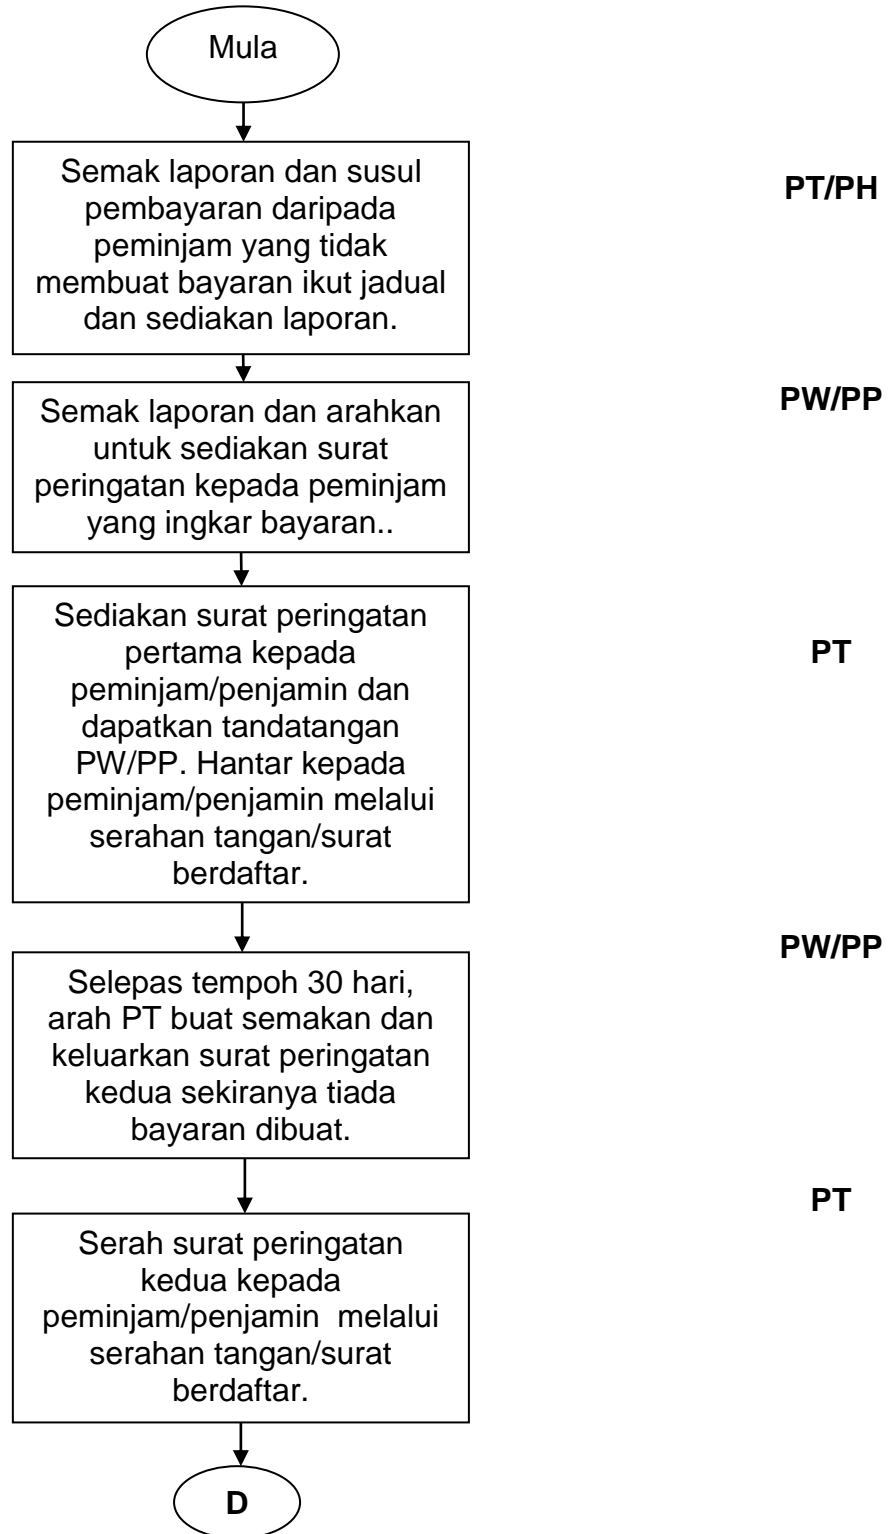 Mula
Semak laporan dan susul
pembayaran daripada
peminjam yang tidak
membuat bayaran ikut jadual
dan sediakan laporan.
PT/PH
Semak laporan dan arahkan
untuk sediakan surat
peringatan kepada peminjam
yang ingkar bayaran..
PW/PP
Sediakan surat peringatan
pertama kepada
peminjam/penjamin dan
dapatkan tandatangan
PW/PP. Hantar kepada
peminjam/penjamin melalui
serahan tangan/surat
berdaftar.
PT
Selepas tempoh 30 hari,
arah PT buat semakan dan
keluarkan surat peringatan
kedua sekiranya tiada
bayaran dibuat.
PW/PP
Serah surat peringatan
kedua kepada
peminjam/penjamin  melalui
serahan tangan/surat
berdaftar.
PT
D